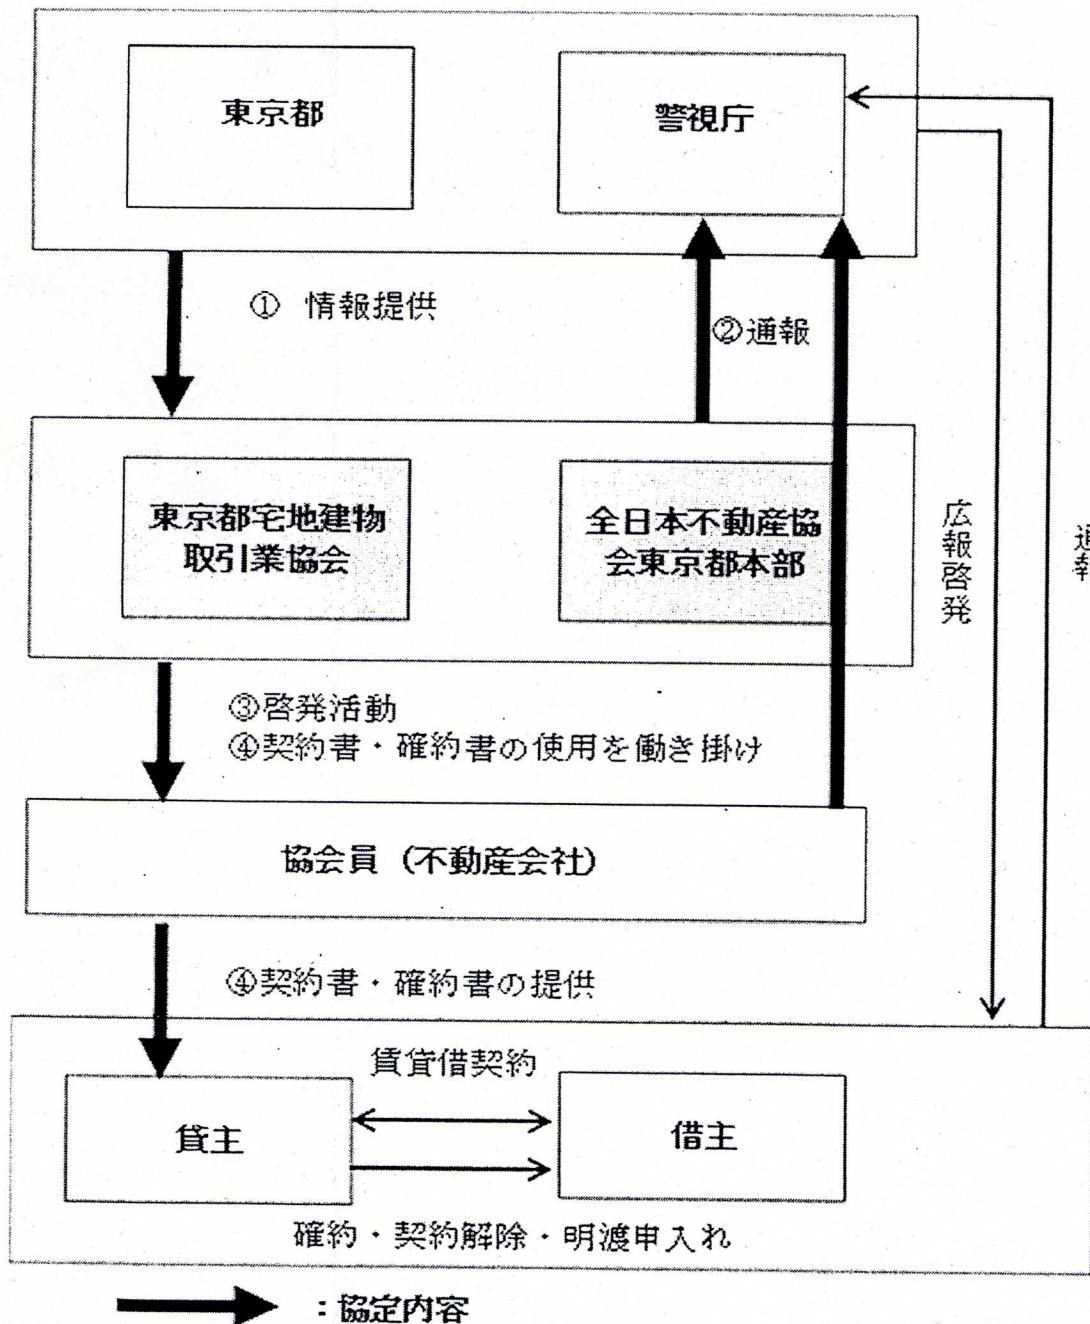 東京都
警視庁
① 情報提供
②通報
東京都宅地建物
取引業協会
全日本不動産協
会東京都本部
広報啓発
通報
③啓発活動
④契約書・確約書の使用を働き掛け
協会員（不動産会社）
④契約書・確約書の提供
賃貸借契約
貸主
借主
確約・契約解除・明渡申入れ
：協定内容